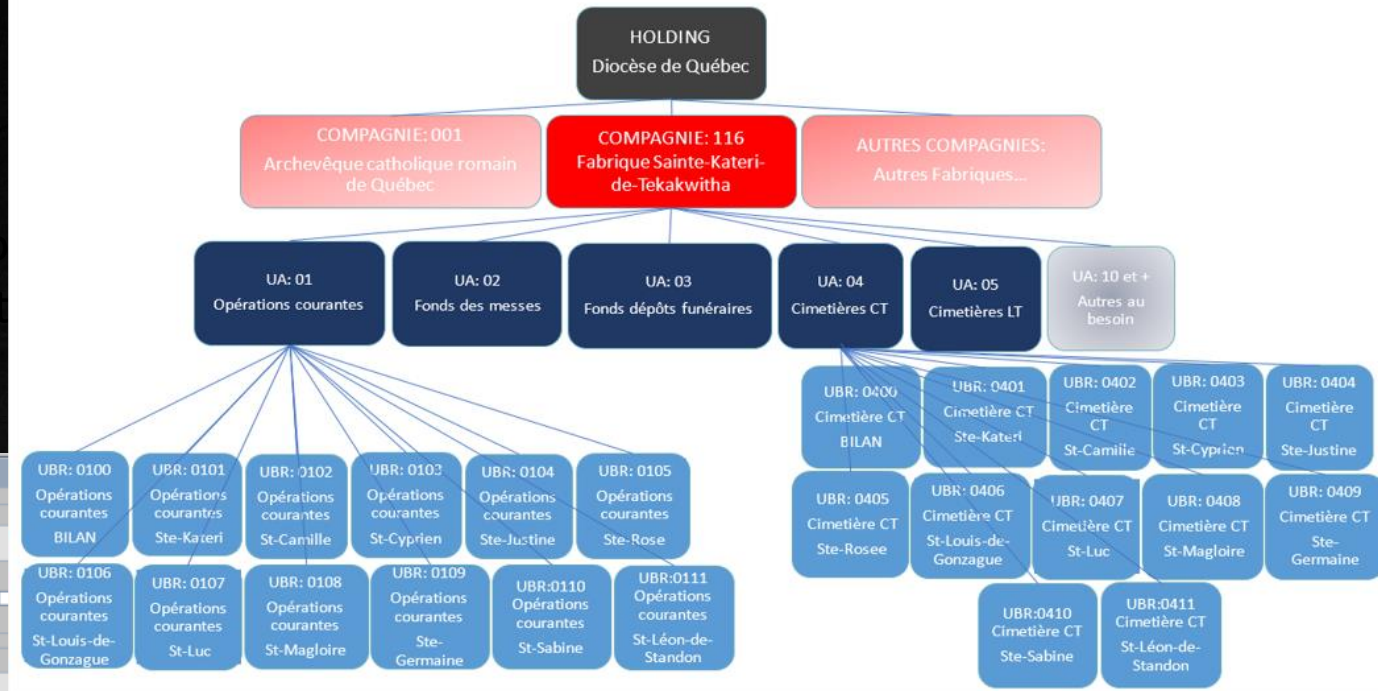 HOLDING
Diocèse de Québec
COMPAGNIE: 001
Archevêque catholique romain
de Québec
COMPAGNIE: 116
Fabrique Sainte-Kateri-
de-Tekakwitha
AUTRES COMPAGNIES:
Autres Fabriques...
UA: 01
Opérations courantes
UA: 02
Fonds des messes
UA: 03
Fonds dépôts funéraires
UA: 04
Cimetières CT
UA: 05
Cimetières LT
UA: 10 et +
Autres au
besoin
UBR: 0100
Opérations
courantes
BILAN
UBR: 0101
Opérations
courantes
Ste-Kateri
UBR: 0102
Opérations
courantes
St-Camille
UBR: 0103
Opérations
courantes
St-Cyprien
UBR: 0104
Opérations
courantes
Ste-Justine
UBR: 0105
Opérations
courantes
Ste-Rose
UBR: 0106
Opérations
courantes
St-Louis-de-
Gonzague
UBR: 0107
Opérations
courantes
St-Luc
UBR: 0108
Opérations
courantes
St-Magloire
UBR: 0109
Opérations
courantes
Ste-
Germaine
UBR:0110
Opérations
courantes
St-Sabine
UBR:0111
Opérations
courantes
St-Léon-de-
Standon
UBR: 0400
Cimetière CT
BILAN
UBR: 0401
Cimetière CT
Ste-Kateri
UBR: 0402
Cimetière
CT
St-Camille
UBR: 0403
Cimetière
CT
St-Cyprien
UBR: 0404
Cimetière
CT
Ste-Justine
UBR: 0405
Cimetière CT
Ste-Rosee
UBR: 0406
Cimetière CT
St-Louis-de-
Gonzague
UBR: 0407
Cimetière CT
St-Luc
UBR: 0408
Cimetière CT
St-Magloire
UBR: 0409
Cimetière CT
Ste-
Germaine
UBR:0410
Cimetière CT
Ste-Sabine
UBR:0411
Cimetière CT
St-Léon-de-
Standon